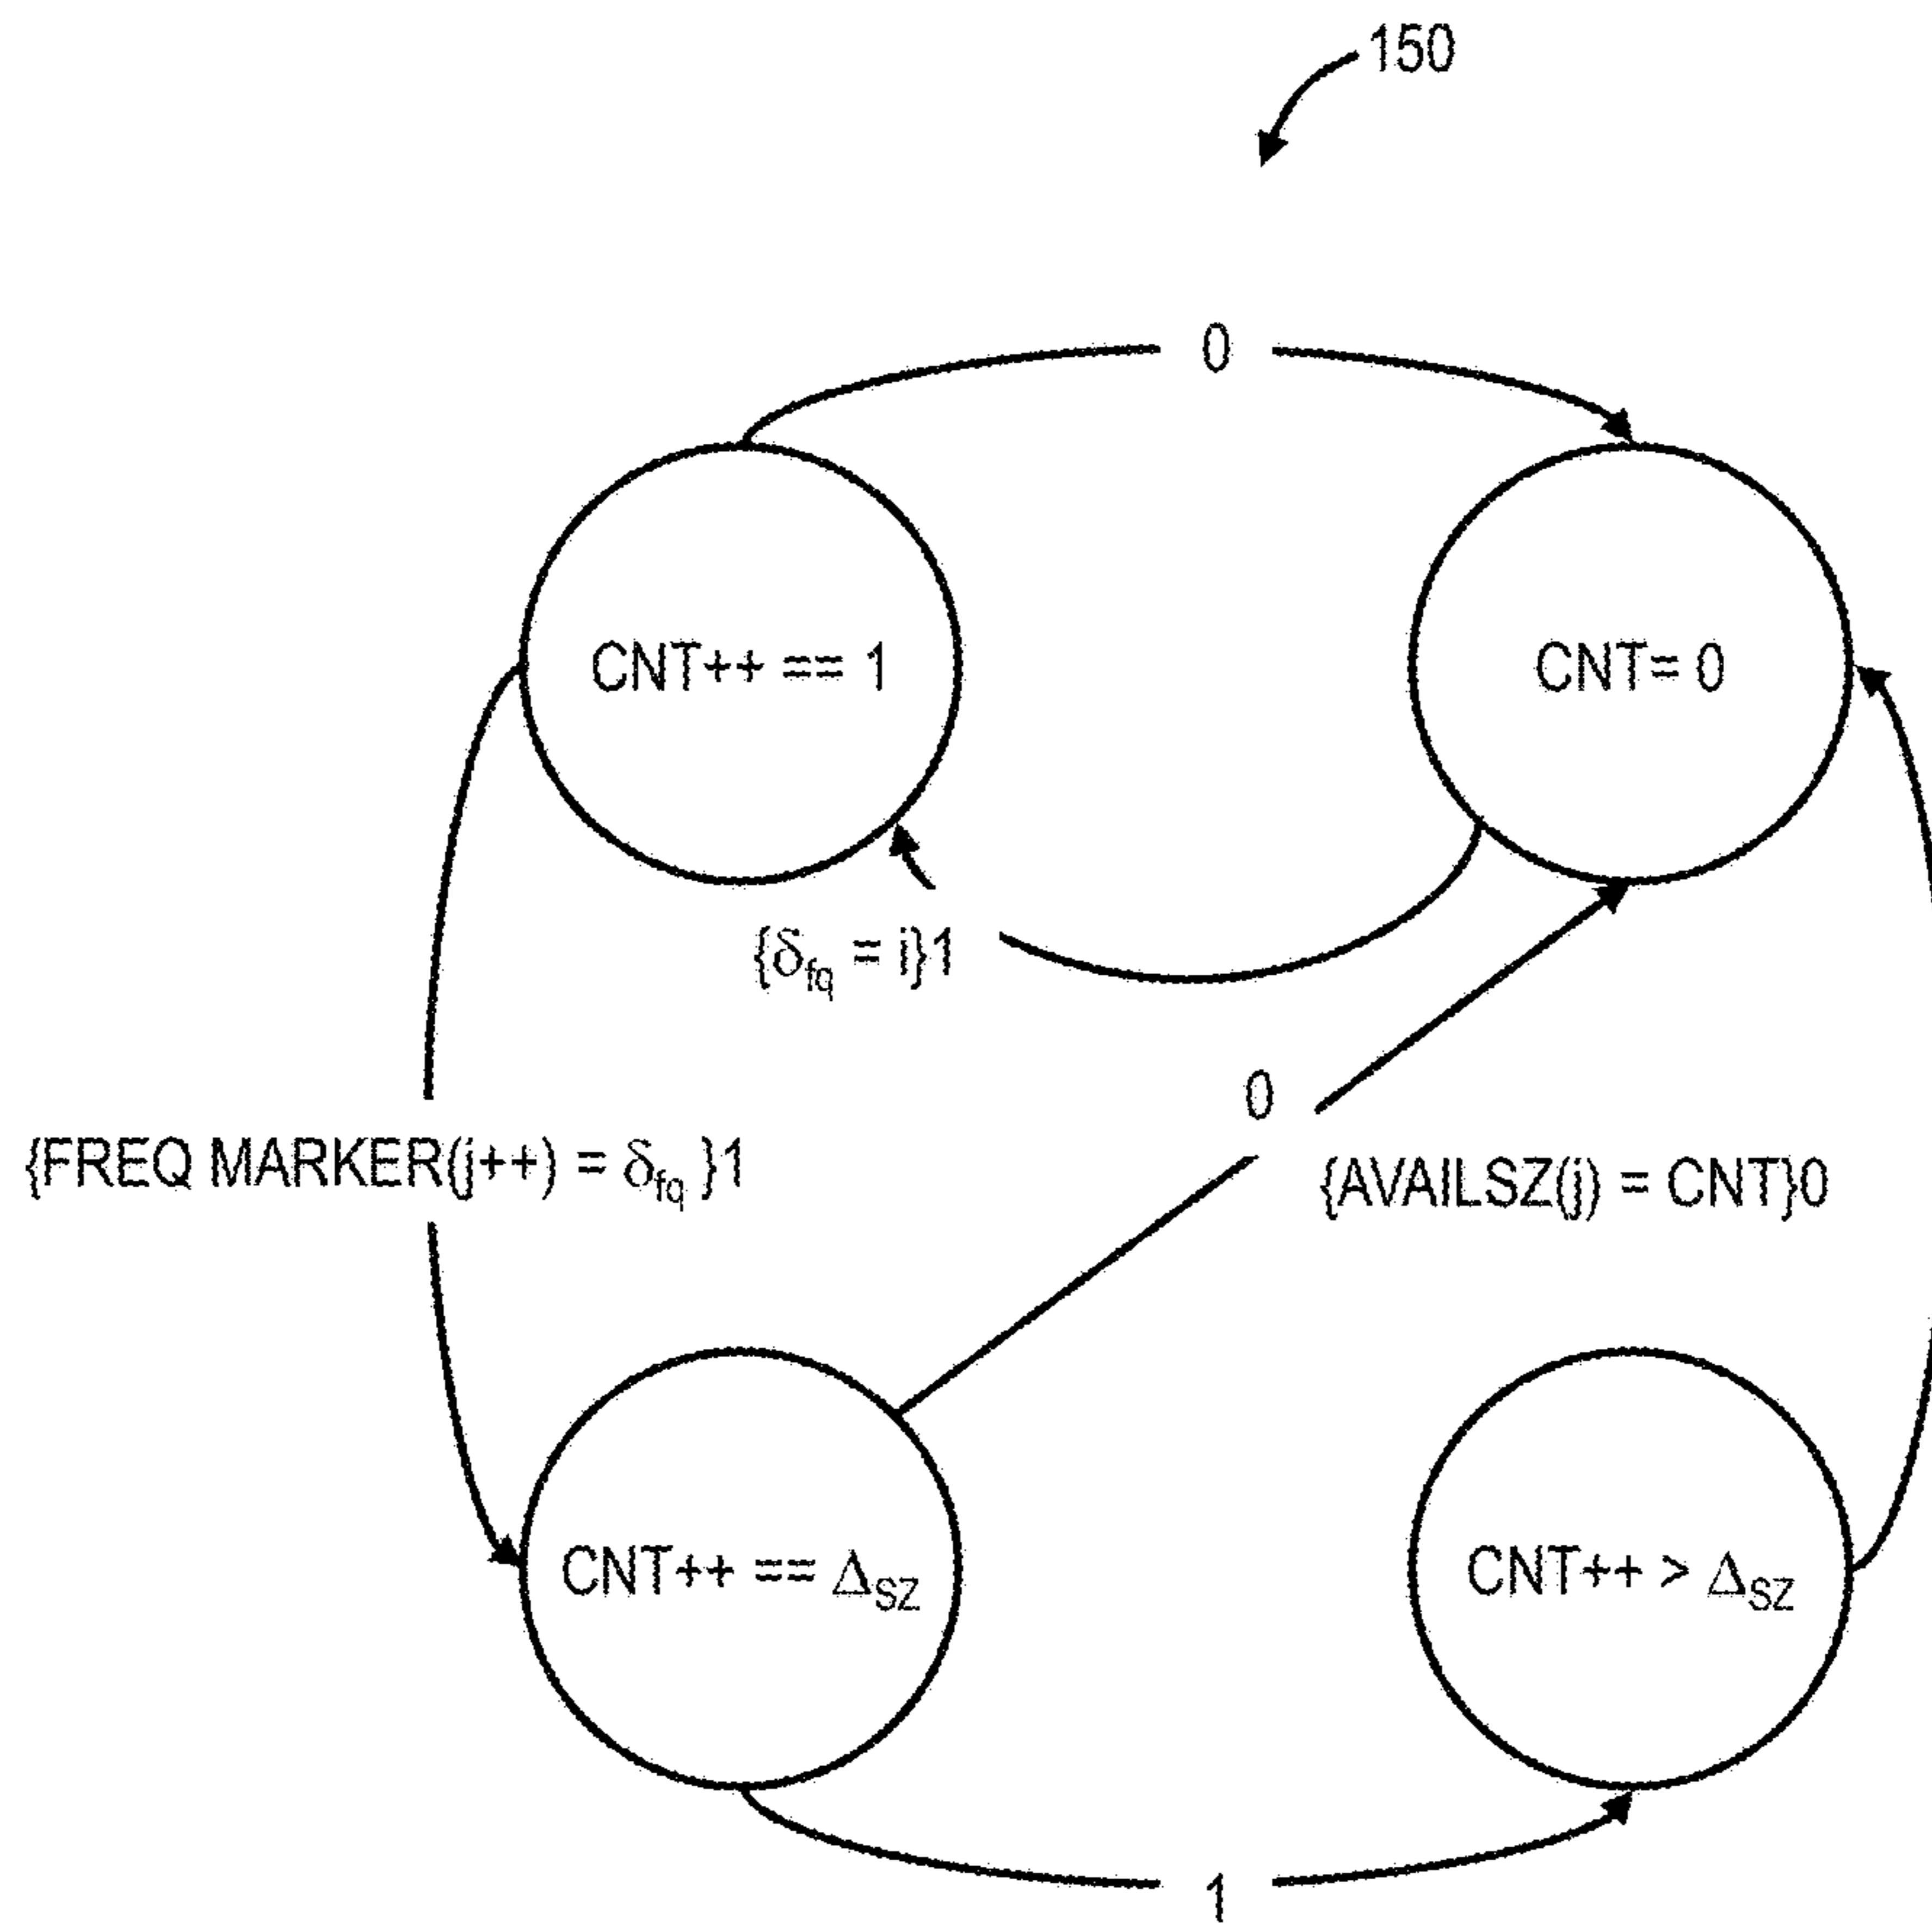 150
0
CNT++ == 1
CNT= 0
{δfq = i}1
0
{FREQ MARKER(j++) = δfq }1
{AVAILSZ(j) = CNT}0
CNT++ == ΔSZ
CNT++ > ΔSZ
1